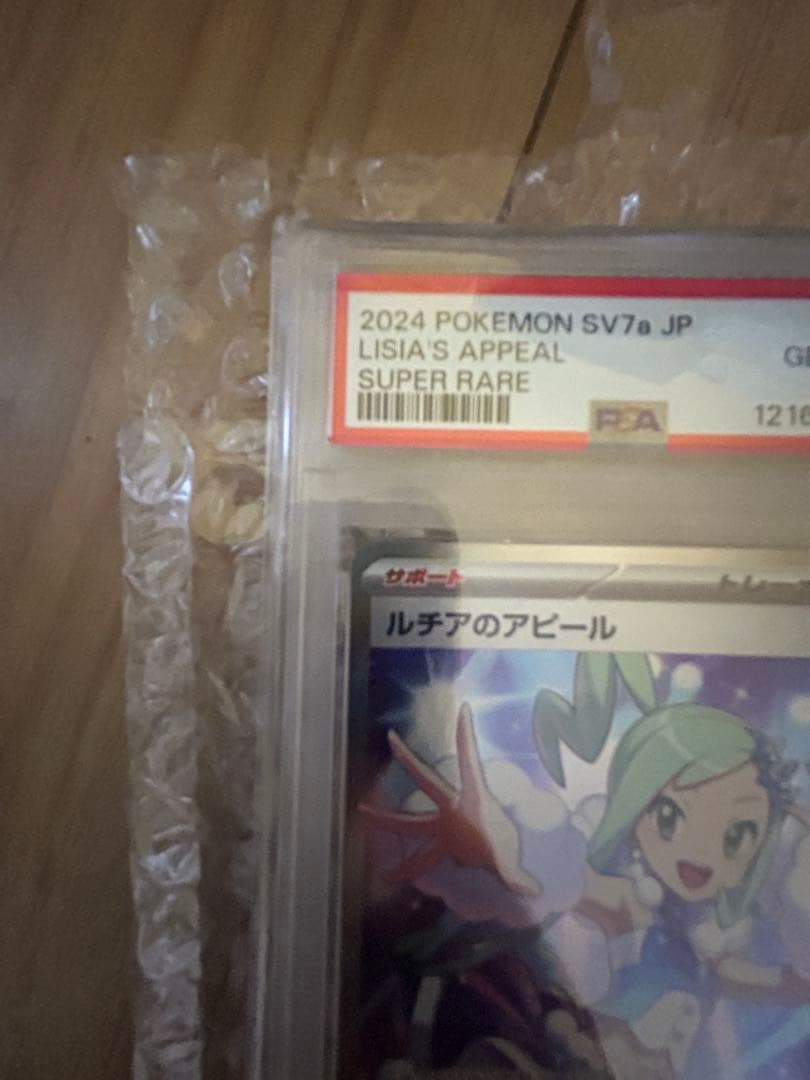 2024 POKEMON SV7a JP
LISIA'S APPEAL
SUPER RARE
PSA
サポート
ルチアのアピール